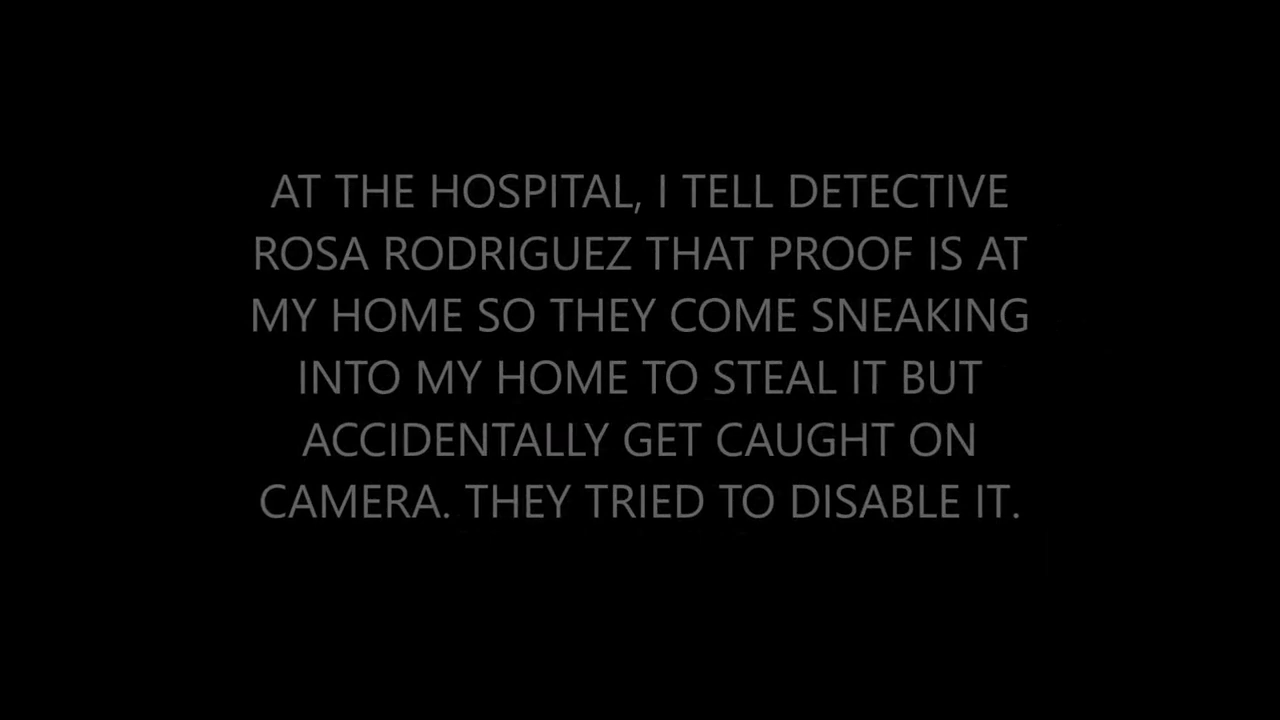 AT THE HOSPITAL, I TELL DETECTIVE
ROSA RODRIGUEZ THAT PROOF IS AT
MY HOME SO THEY COME SNEAKING
INTO MY HOME TO STEAL IT BUT
ACCIDENTALLY GET CAUGHT ON
CAMERA. THEY TRIED TO DISABLE IT.